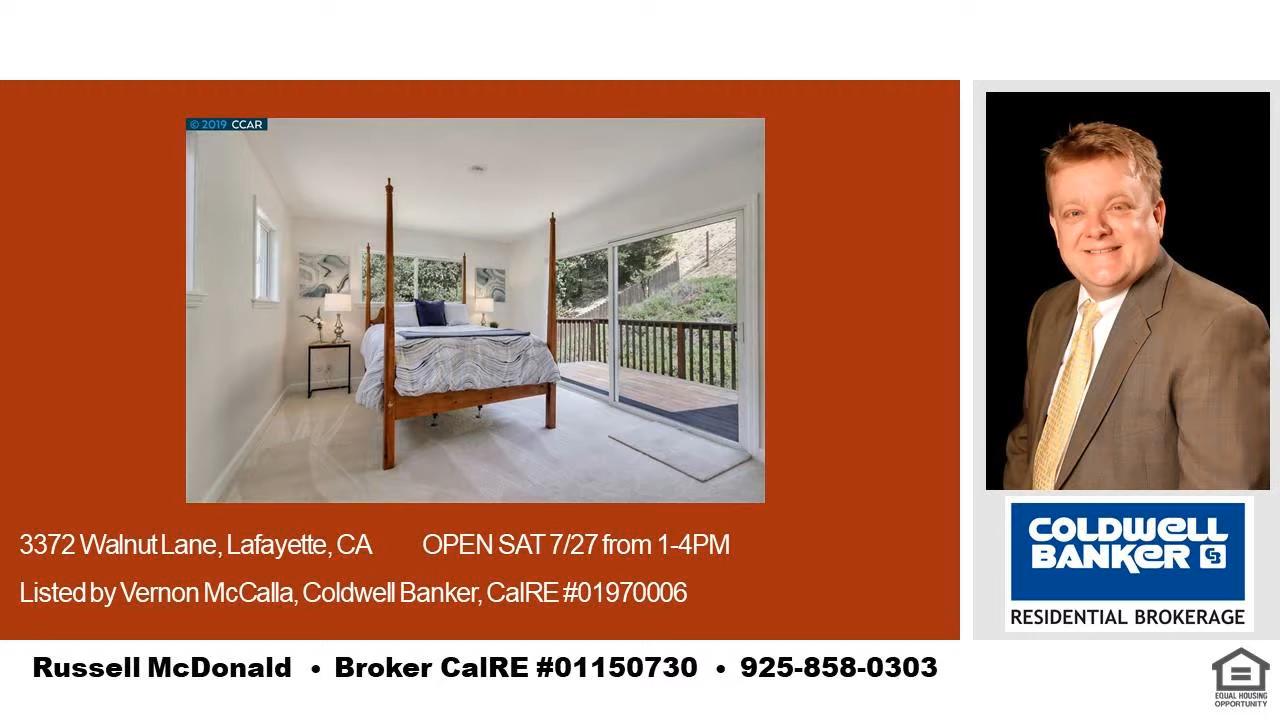 © 2019 CCAR
3372 Walnut Lane, Lafayette, CA OPEN SAT 7/27 from 1-4PM
Listed by Vernon McCalla, Coldwell Banker, CalRE #01970006
COLDWELL
BANKER CB
RESIDENTIAL BROKERAGE
Russell McDonald • Broker CalRE #01150730 • 925-858-0303
EQUAL HOUSING
OPPORTUNITY